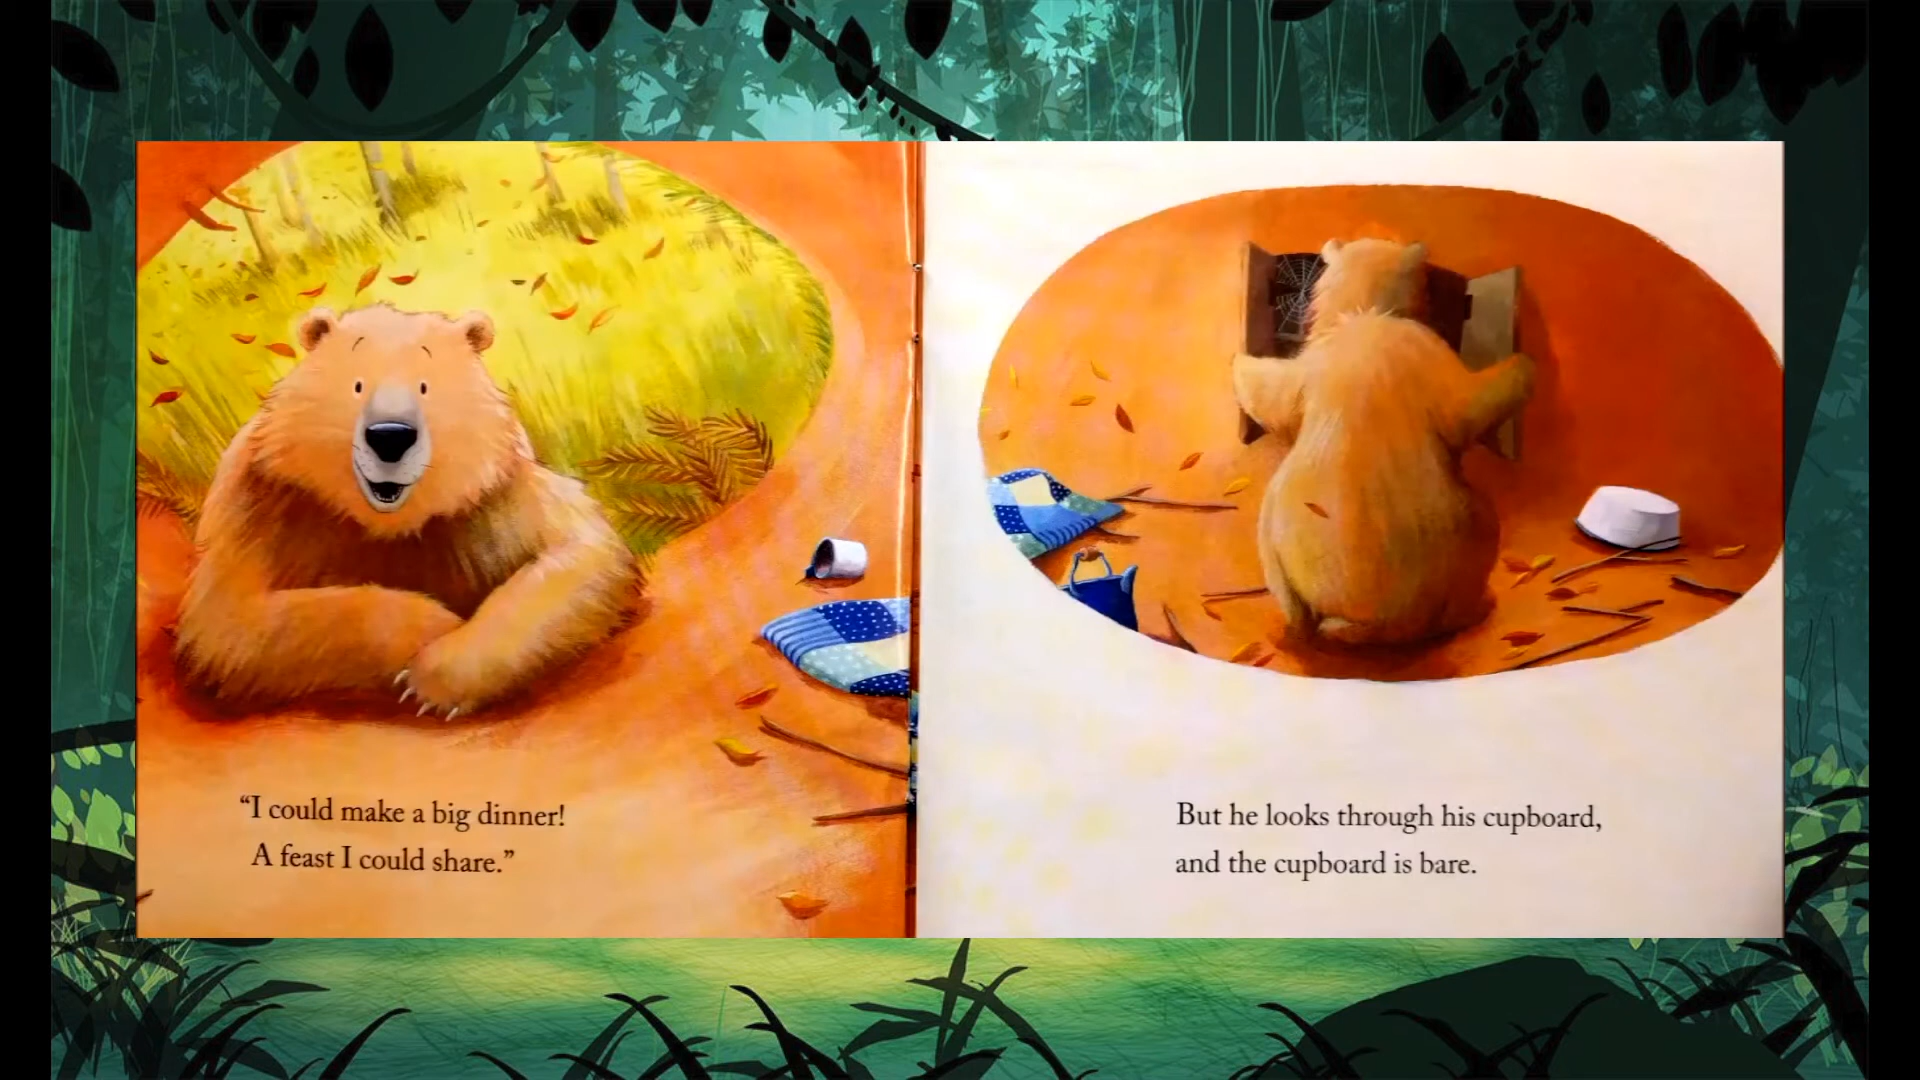 “I could make a big dinner!
A feast I could share.”
But he looks through his cupboard,
and the cupboard is bare.